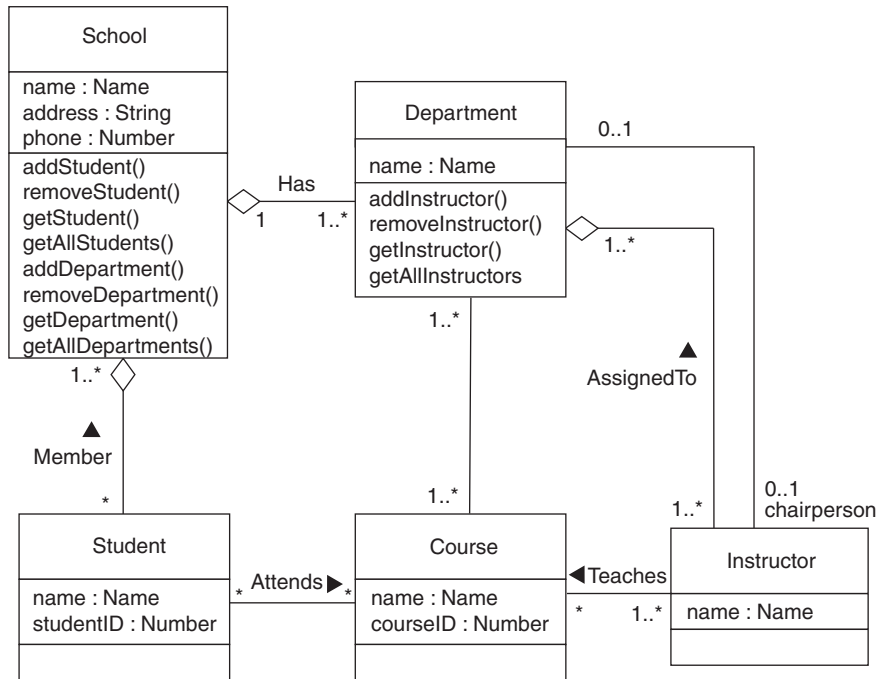 School
name : Name
address : String
phone : Number
addStudent()
removeStudent()
getStudent()
getAllStudents()
addDepartment()
removeDepartment()
getDepartment()
getAllDepartments()
Has
1
1..*
Department
name : Name
addInstructor()
removeInstructor()
getInstructor()
getAllInstructors
0..1
1..*
1..*
1..*
AssignedTo
Member
*
1..*
1..*
0..1
chairperson
Student
name : Name
studentID : Number
* Attends ▶ *
Course
name : Name
courseID : Number
◀ Teaches
* 1..*
Instructor
name : Name